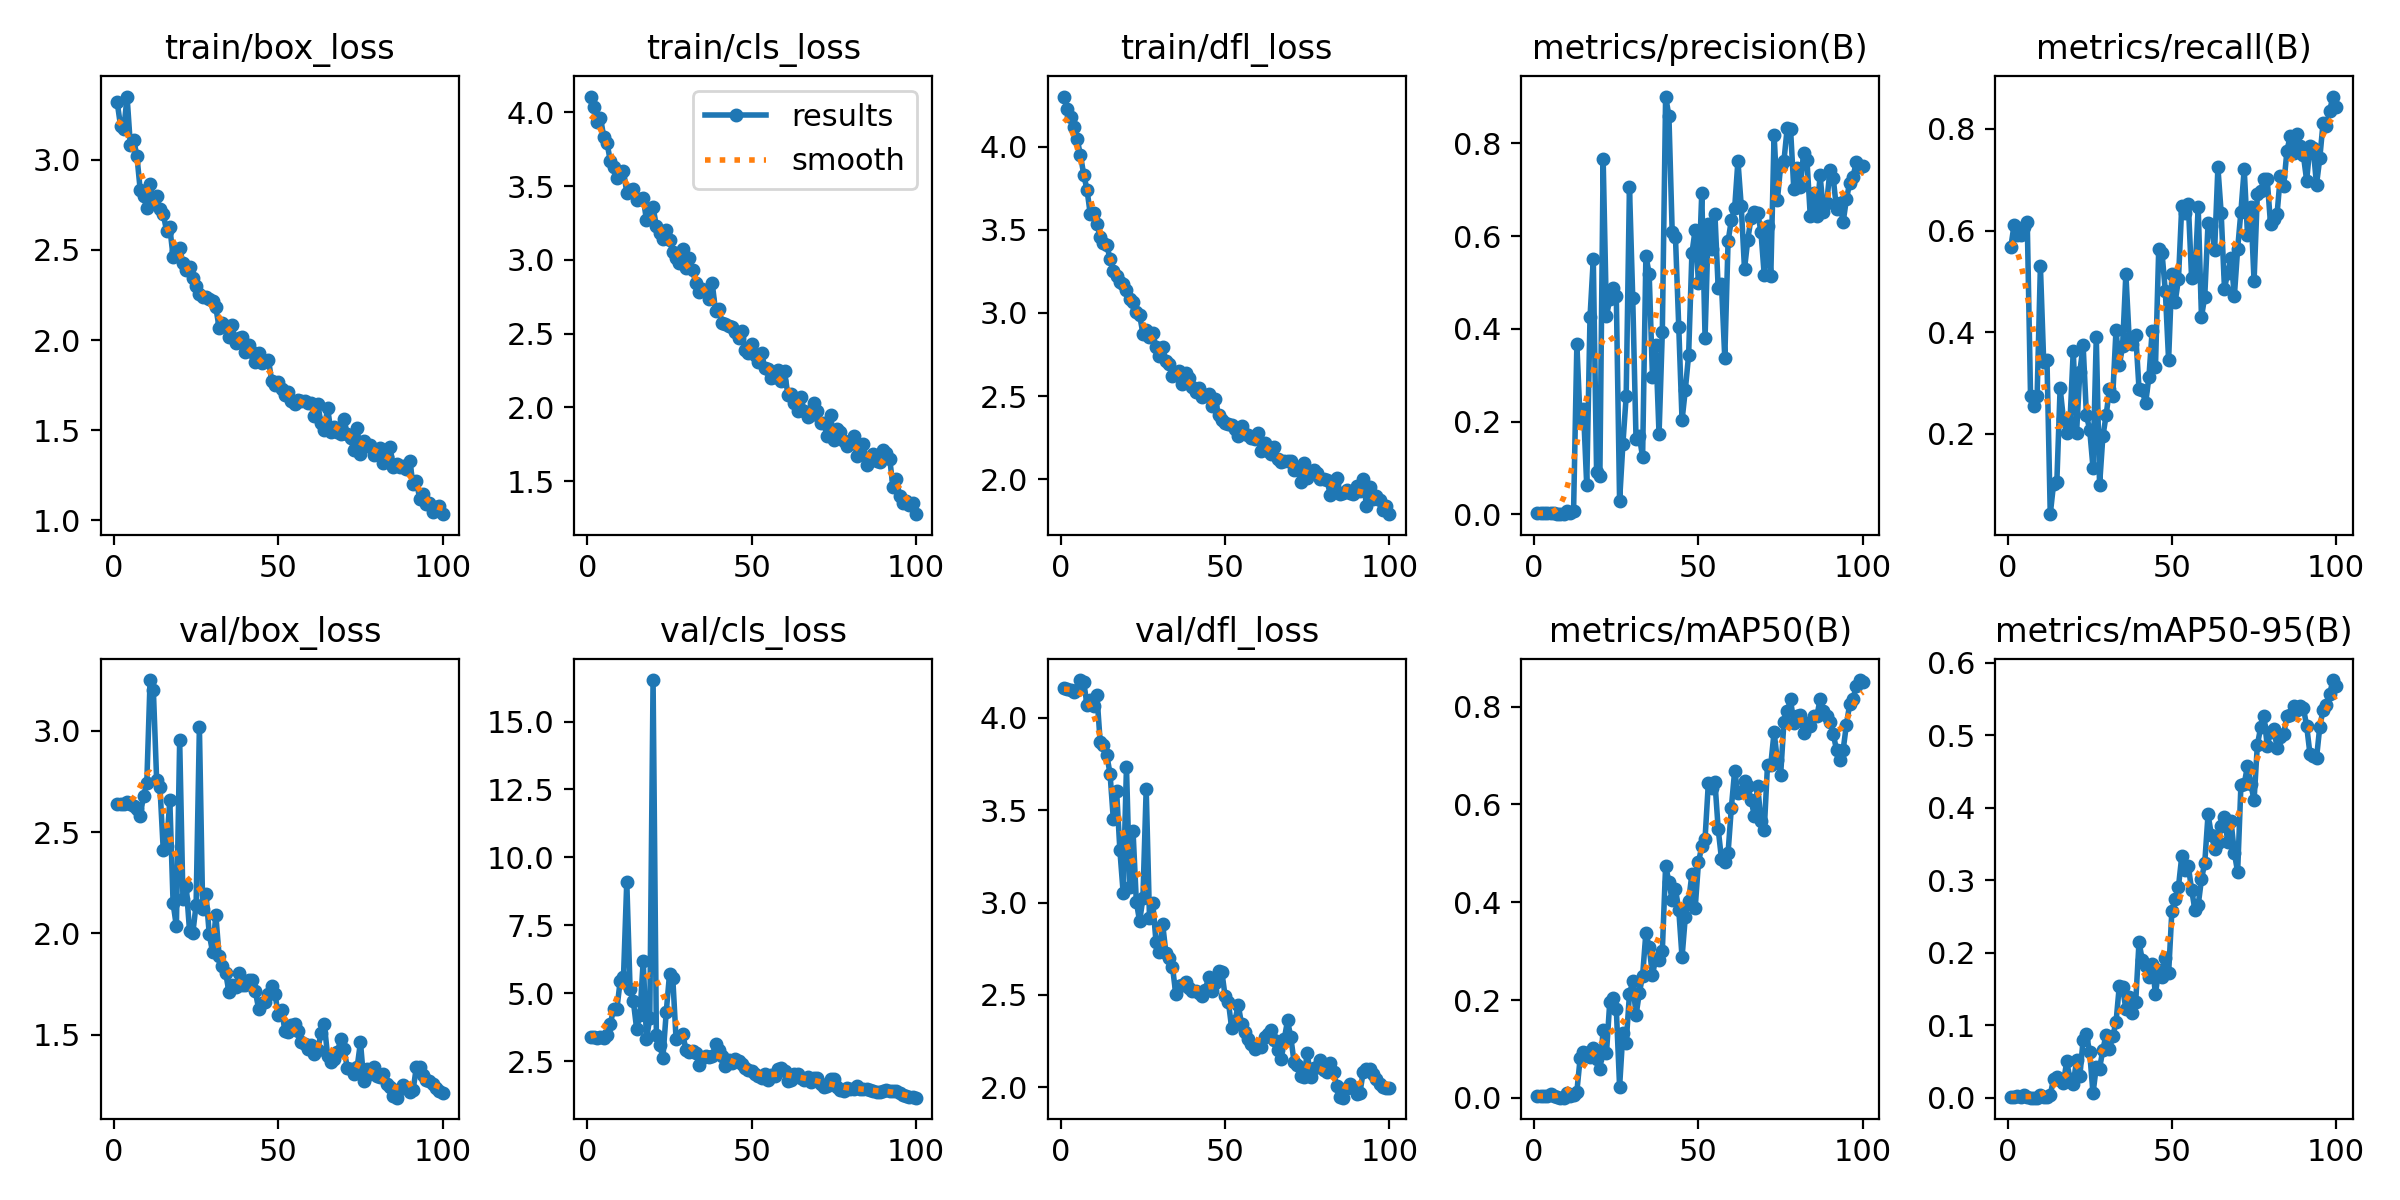 train/box_loss
3.0
2.5
2.0
1.5
1.0
0 50 100
train/cls_loss
results
smooth
4.0
3.5
3.0
2.5
2.0
1.5
0 50 100
train/dfl_loss
4.0
3.5
3.0
2.5
2.0
0 50 100
metrics/precision(B)
0.8
0.6
0.4
0.2
0.0
0 50 100
metrics/recall(B)
0.8
0.6
0.4
0.2
0 50 100
val/box_loss
3.0
2.5
2.0
1.5
0 50 100
val/cls_loss
15.0
12.5
10.0
7.5
5.0
2.5
0 50 100
val/dfl_loss
4.0
3.5
3.0
2.5
2.0
0 50 100
metrics/mAP50(B)
0.8
0.6
0.4
0.2
0.0
0 50 100
metrics/mAP50-95(B)
0.6
0.5
0.4
0.3
0.2
0.1
0.0
0 50 100